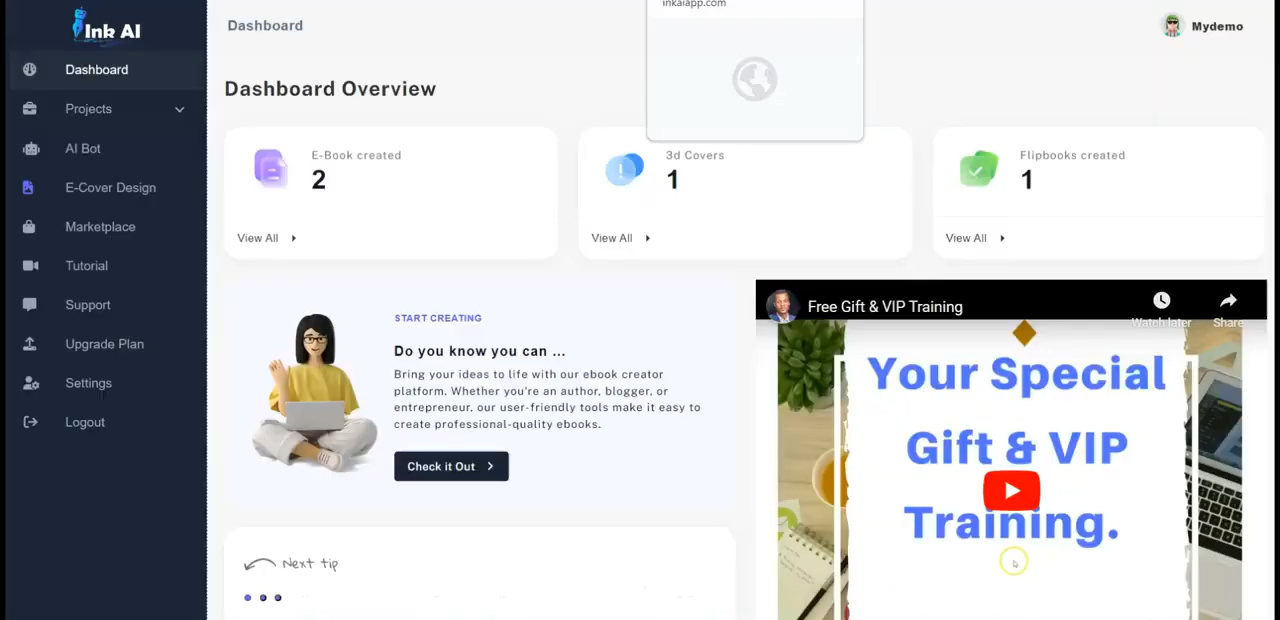 inkaiapp.com
Ink AI
Dashboard
Mydemo
Dashboard
Projects
AI Bot
E-Cover Design
Marketplace
Tutorial
Support
Upgrade Plan
Settings
Logout
Dashboard Overview
E-Book created
2
View All
3d Covers
1
View All
Flipbooks created
1
View All
START CREATING
Do you know you can ...
Bring your ideas to life with our ebook creator
platform. Whether you're an author, blogger, or
entrepreneur, our user-friendly tools make it easy to
create professional-quality ebooks.
Check it Out
Next tip
Free Gift & VIP Training
Watch later
Share
Your Special
Gift & VIP
Training.